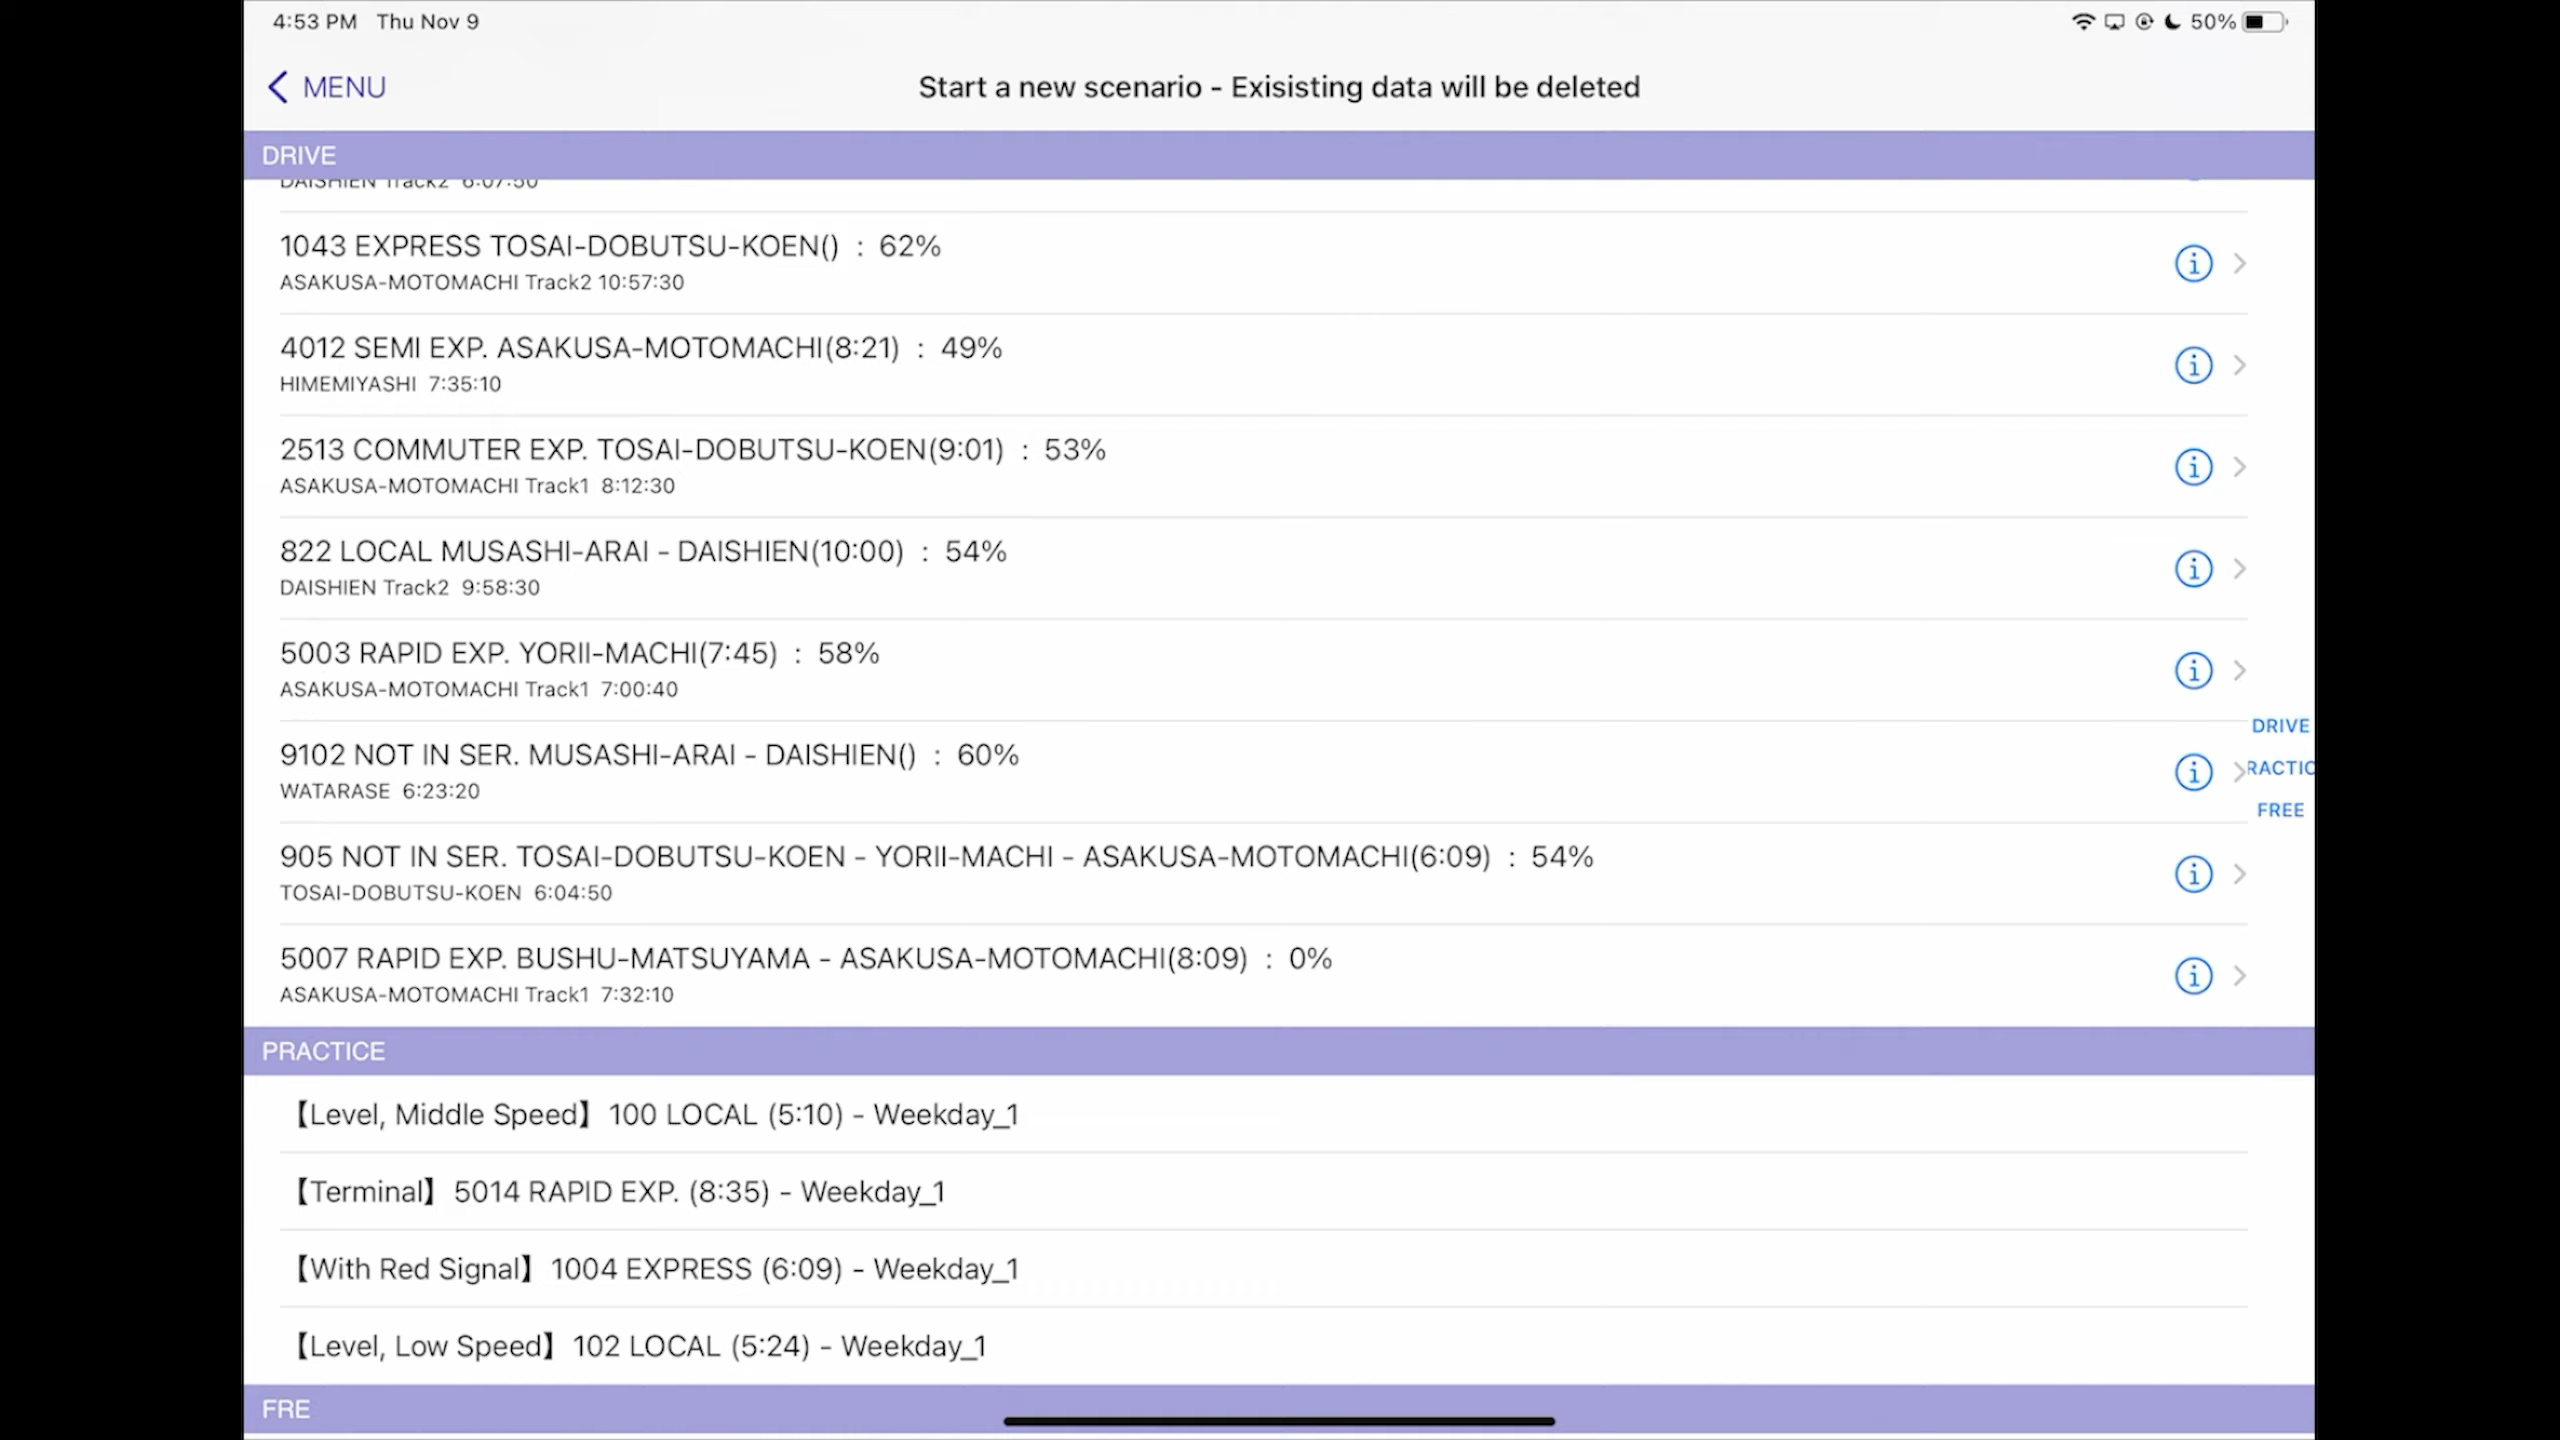 4:53 PM Thu Nov 9
50%
MENU
Start a new scenario - Exisisting data will be deleted
DRIVE
DAISHIEN Track2 6:07:50
1043 EXPRESS TOSAI-DOBUTSU-KOEN() : 62%
ASAKUSA-MOTOMACHI Track2 10:57:30
4012 SEMI EXP. ASAKUSA-MOTOMACHI(8:21) : 49%
HIMEMIYASHI 7:35:10
2513 COMMUTER EXP. TOSAI-DOBUTSU-KOEN(9:01) : 53%
ASAKUSA-MOTOMACHI Track1 8:12:30
822 LOCAL MUSASHI-ARAI - DAISHIEN(10:00) : 54%
DAISHIEN Track2 9:58:30
5003 RAPID EXP. YORII-MACHI(7:45) : 58%
ASAKUSA-MOTOMACHI Track1 7:00:40
DRIVE
9102 NOT IN SER. MUSASHI-ARAI - DAISHIEN() : 60%
WATARASE 6:23:20
RACTIC
FREE
905 NOT IN SER. TOSAI-DOBUTSU-KOEN - YORII-MACHI - ASAKUSA-MOTOMACHI(6:09) : 54%
TOSAI-DOBUTSU-KOEN 6:04:50
5007 RAPID EXP. BUSHU-MATSUYAMA - ASAKUSA-MOTOMACHI(8:09) : 0%
ASAKUSA-MOTOMACHI Track1 7:32:10
PRACTICE
【Level, Middle Speed】100 LOCAL (5:10) - Weekday_1
【Terminal】5014 RAPID EXP. (8:35) - Weekday_1
【With Red Signal】1004 EXPRESS (6:09) - Weekday_1
【Level, Low Speed】102 LOCAL (5:24) - Weekday_1
FRE